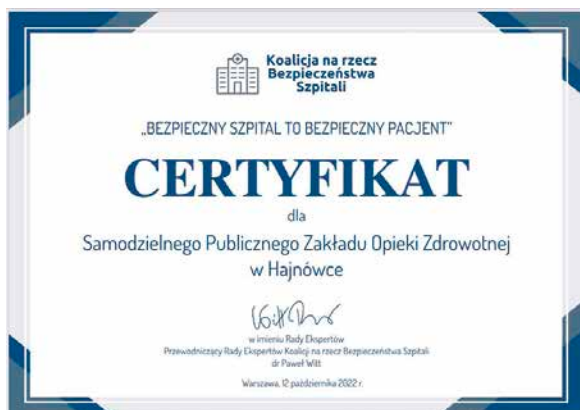 Koalicja na rzecz
Bezpieczeństwa
Szpitali
„BEZPIECZNY SZPITAL TO BEZPIECZNY PACJENT”
CERTYFIKAT
dla
Samodzielnego Publicznego Zakładu Opieki Zdrowotnej
w Hajnówce
w imieniu Rady Ekspertów
Przewodniczący Rady Ekspertów Koalicji na rzecz Bezpieczeństwa Szpitali
dr Paweł Witt
Warszawa, 12 października 2022 r.